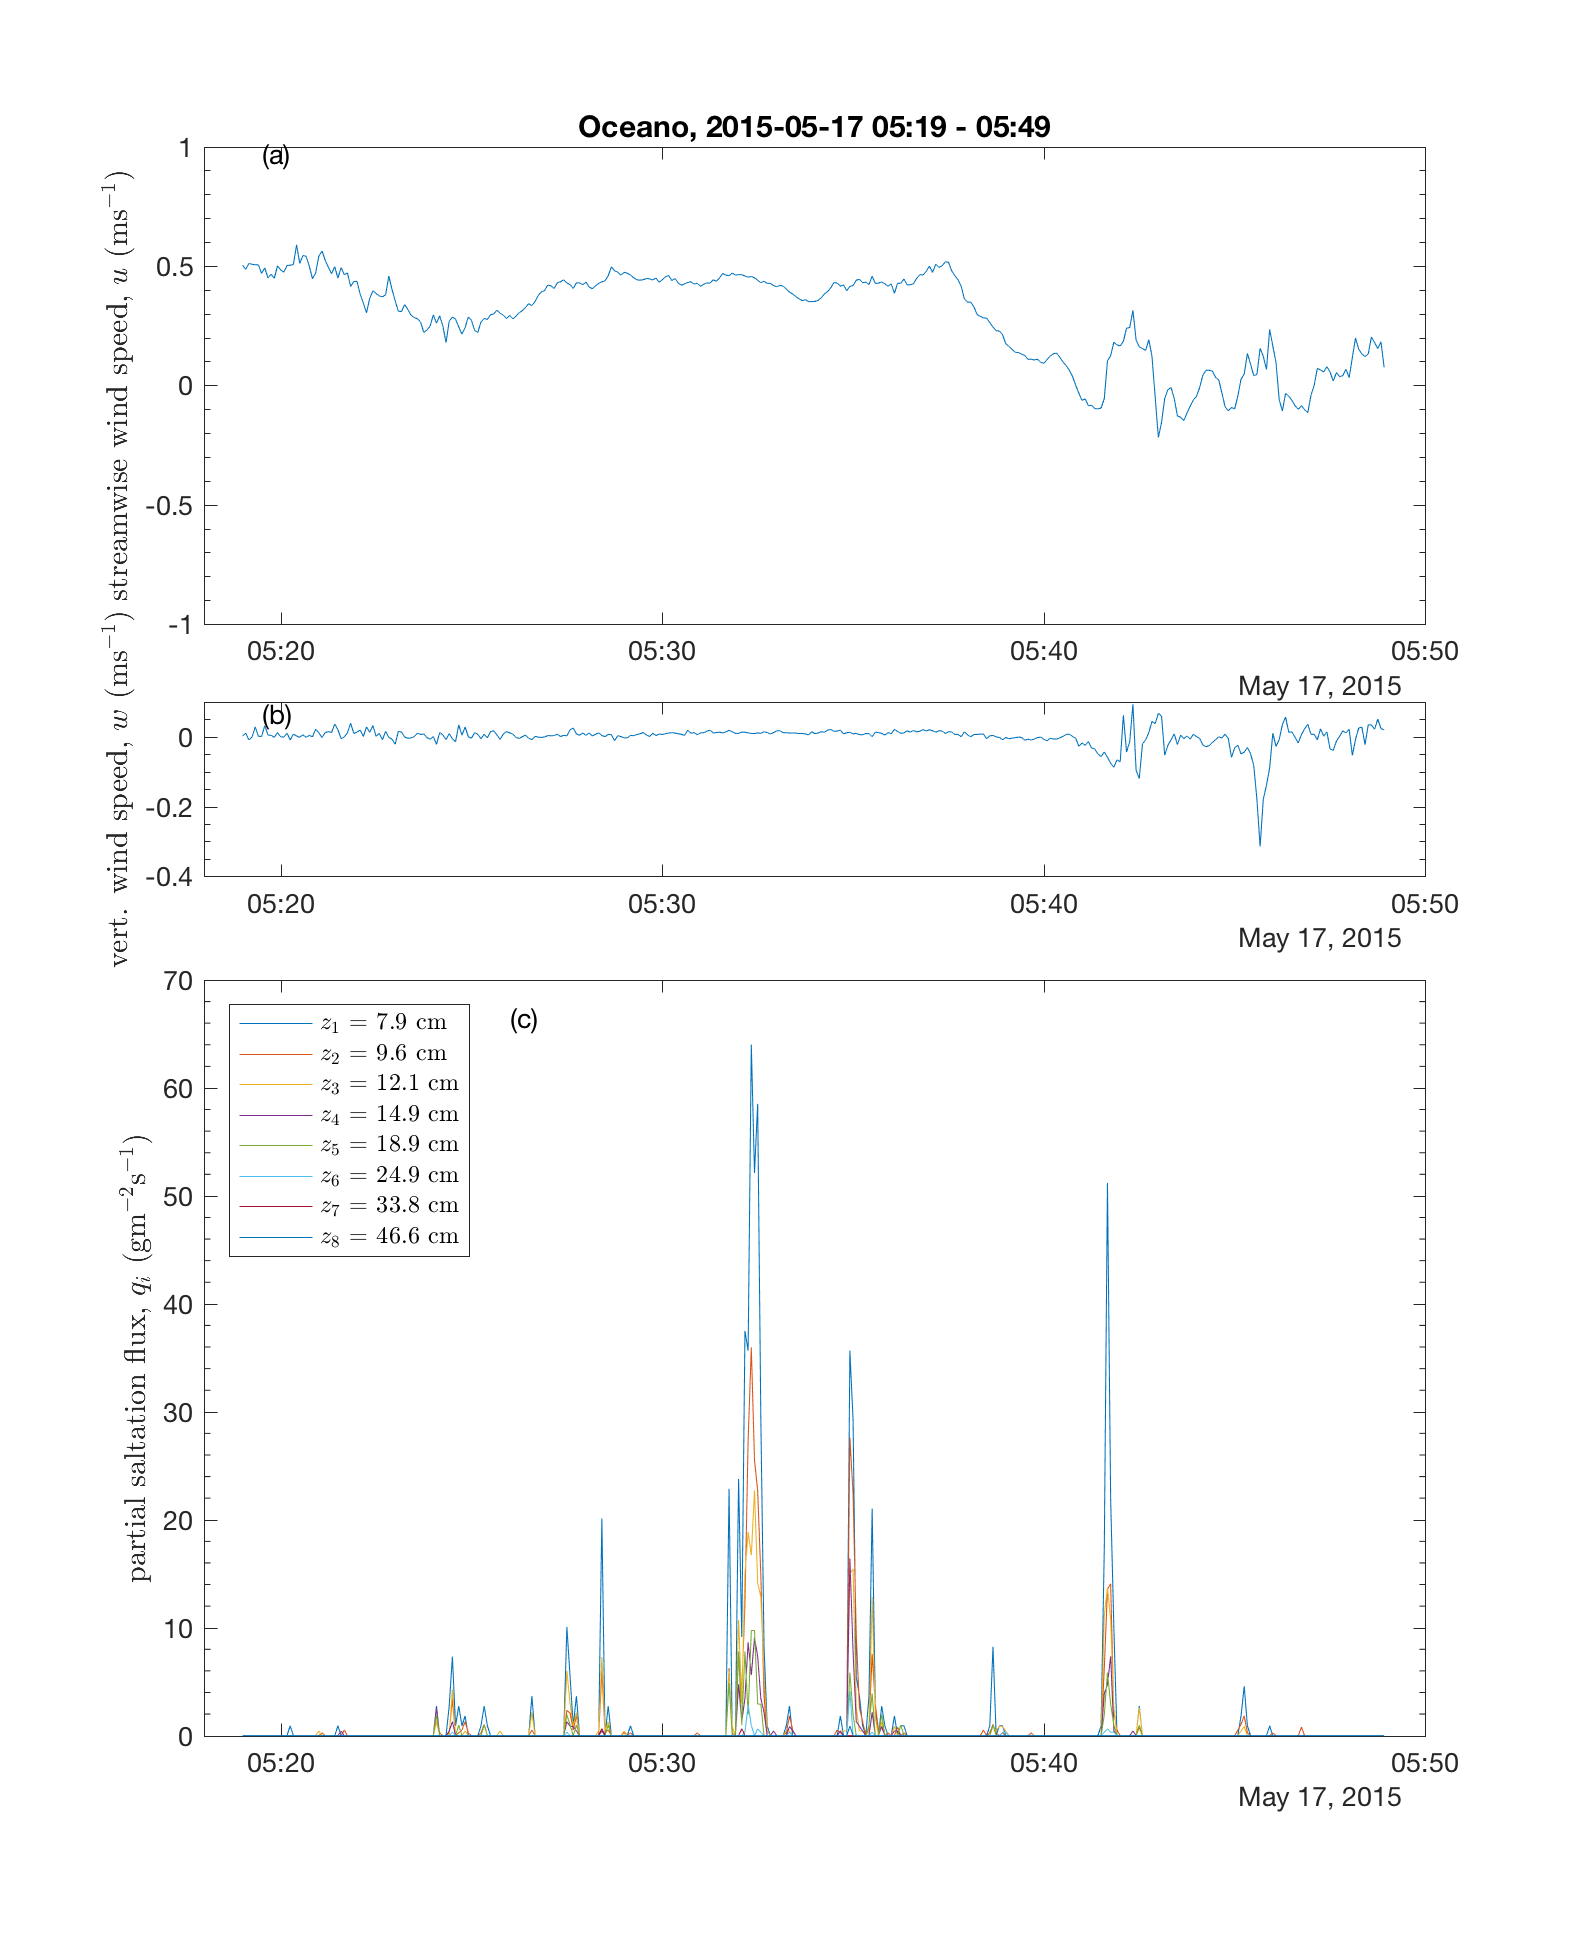 Oceano, 2015-05-17 05:19 - 05:49
(a)
streamwise wind speed, u (ms⁻¹)
1
0.5
0
-0.5
-1
05:20 05:30 05:40 05:50
May 17, 2015
(b)
vert. wind speed, w (ms⁻¹)
0
-0.2
-0.4
05:20 05:30 05:40 05:50
May 17, 2015
(c)
partial saltation flux, qᵢ (gm⁻²s⁻¹)
70
60
50
40
30
20
10
0
z₁ = 7.9 cm
z₂ = 9.6 cm
z₃ = 12.1 cm
z₄ = 14.9 cm
z₅ = 18.9 cm
z₆ = 24.9 cm
z₇ = 33.8 cm
z₈ = 46.6 cm
05:20 05:30 05:40 05:50
May 17, 2015